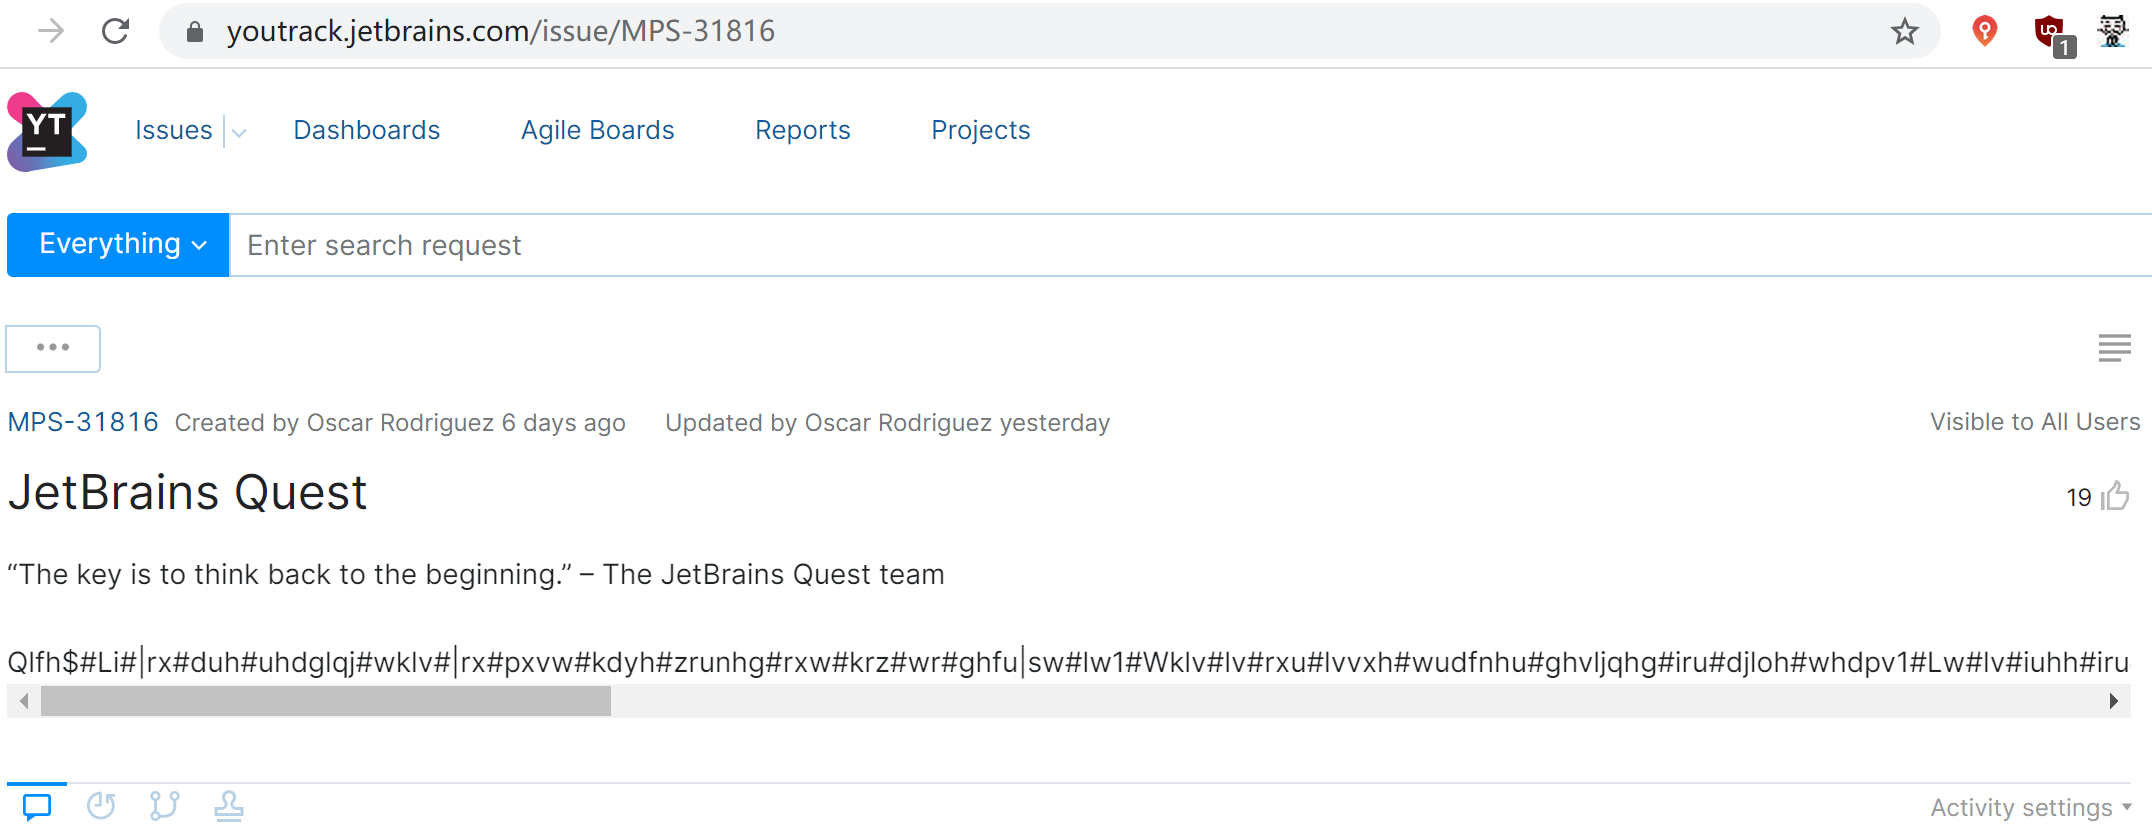 youtrack.jetbrains.com/issue/MPS-31816
1
YT
Issues
Dashboards
Agile Boards
Reports
Projects
Everything
Enter search request
MPS-31816 Created by Oscar Rodriguez 6 days ago Updated by Oscar Rodriguez yesterday Visible to All Users
JetBrains Quest
19
“The key is to think back to the beginning.” – The JetBrains Quest team
Qlfh$#Li#|rx#duh#uhdglqj#wklv#|rx#pxvw#kdyh#zrunhg#rxw#krz#wr#ghfu|sw#lw1#Wklv#lv#rxu#lvvxh#wudfnhu#ghvljqhg#iru#djloh#whdpv1#Lw#lv#iuhh#iru
Activity settings